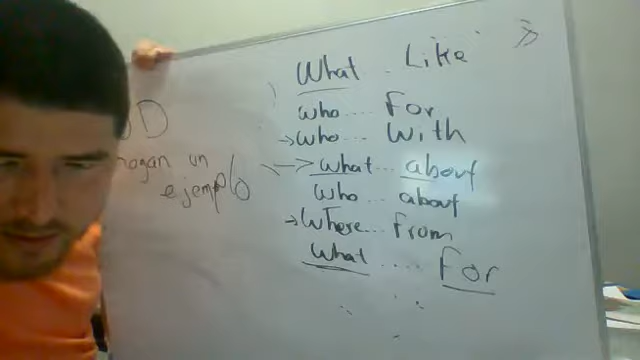 What .. Like
who .... For
→ who .... With
→ what ... about
who ... about
→ Where... From
What .... For
hagan un
ejemplo